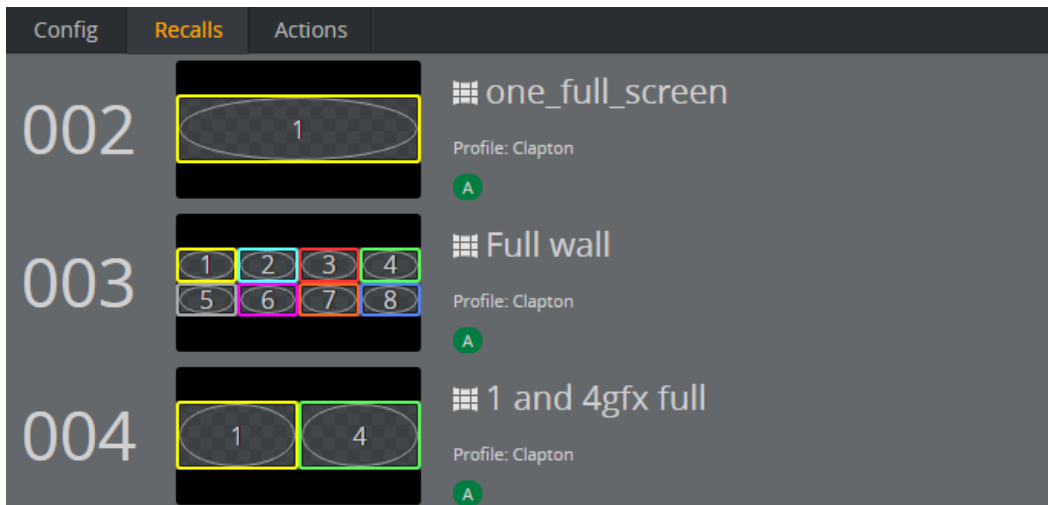 Config Recalls Actions
002
1
one_full_screen
Profile: Clapton
A
003
1 2 3 4
5 6 7 8
Full wall
Profile: Clapton
A
004
1 4
1 and 4gfx full
Profile: Clapton
A